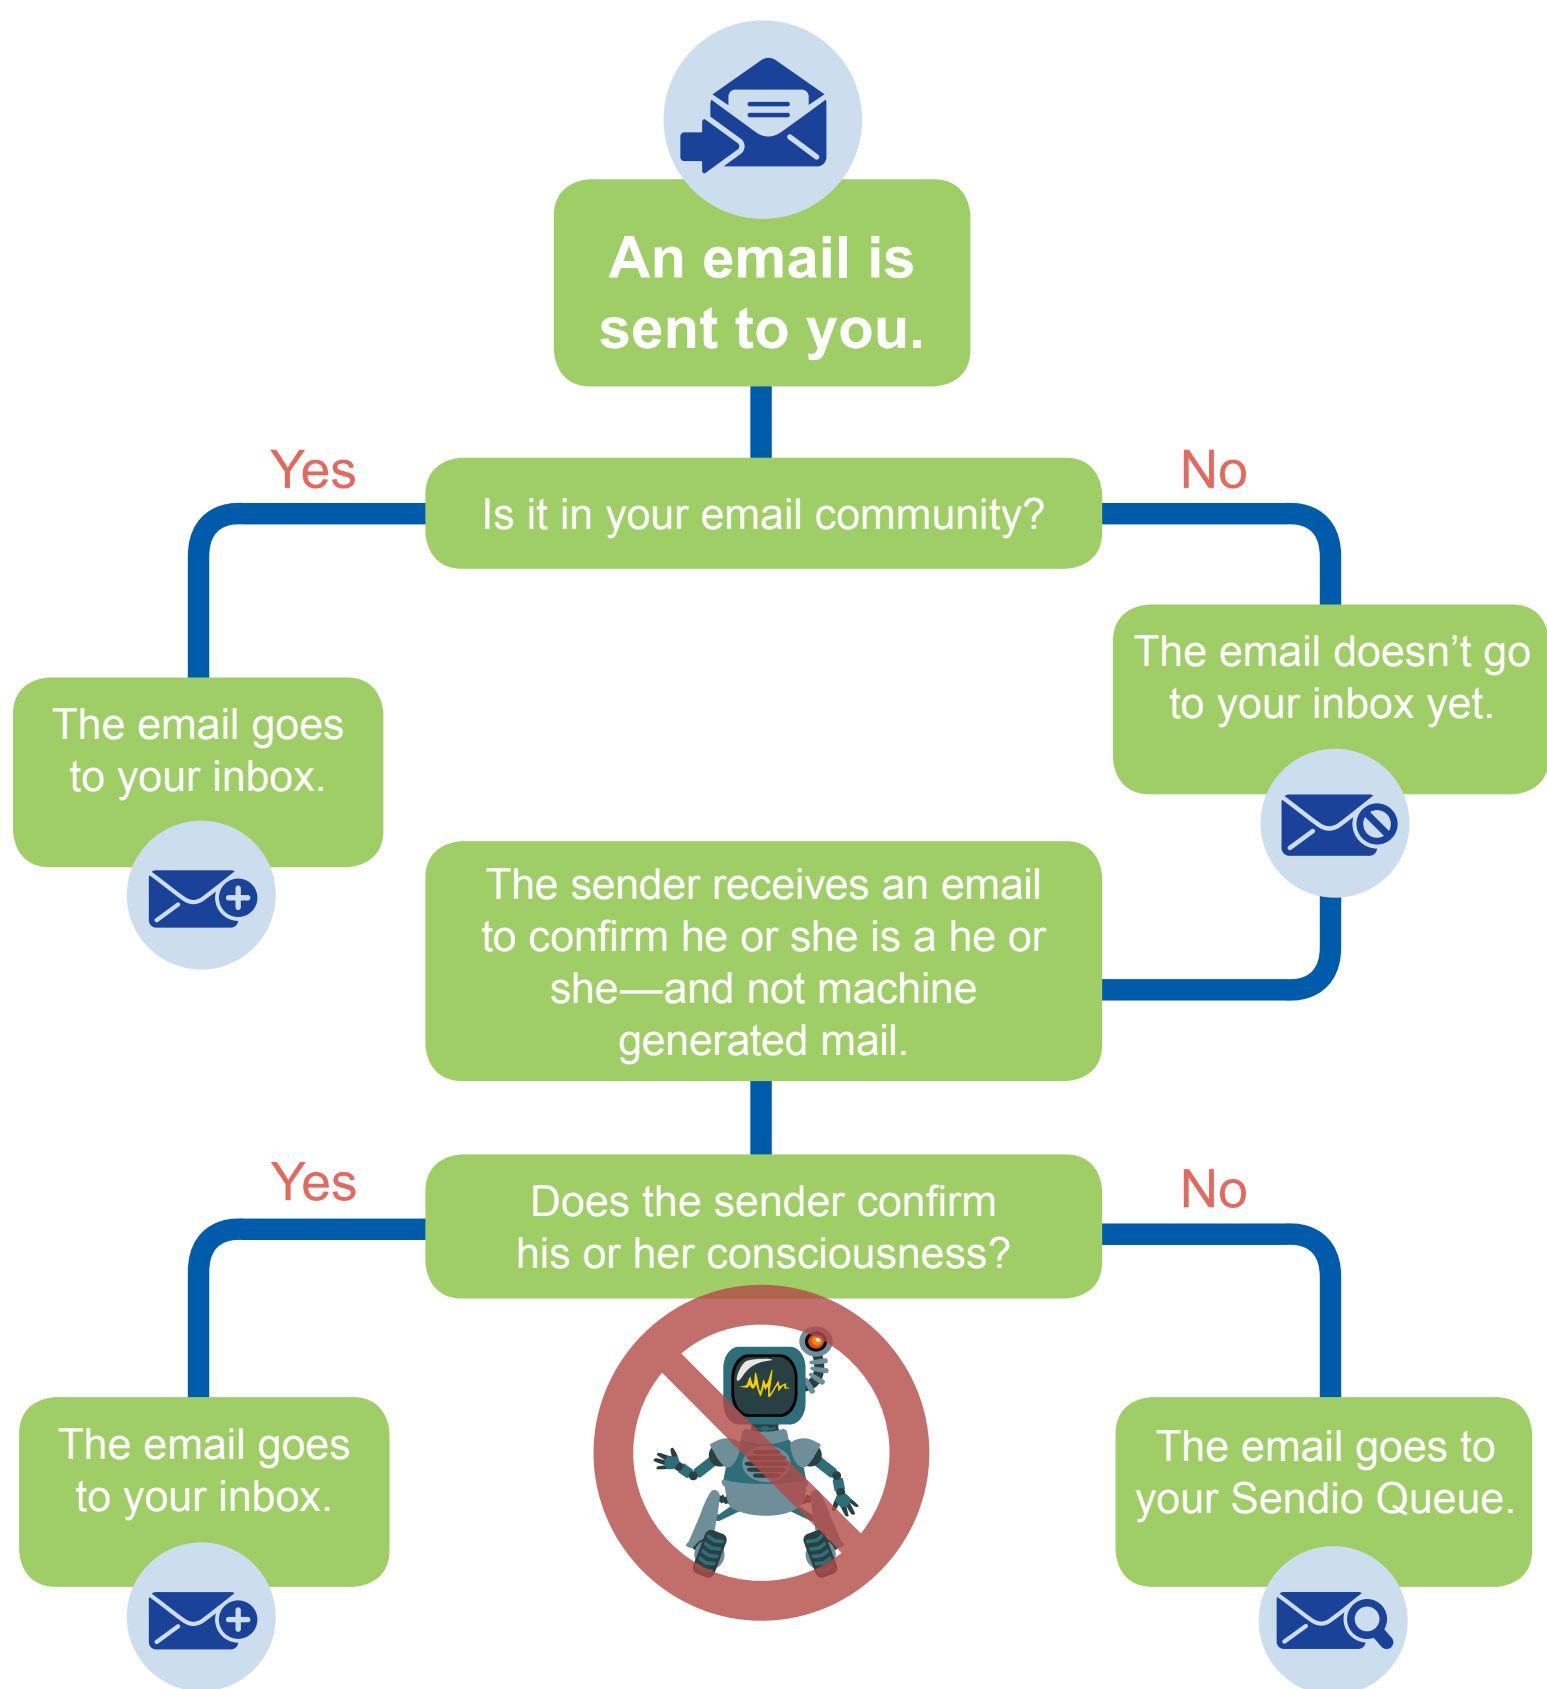 An email is
sent to you.
Yes
No
Is it in your email community?
The email doesn’t go
to your inbox yet.
The email goes
to your inbox.
The sender receives an email
to confirm he or she is a he or
she—and not machine
generated mail.
Yes
No
Does the sender confirm
his or her consciousness?
The email goes
to your inbox.
The email goes to
your Sendio Queue.